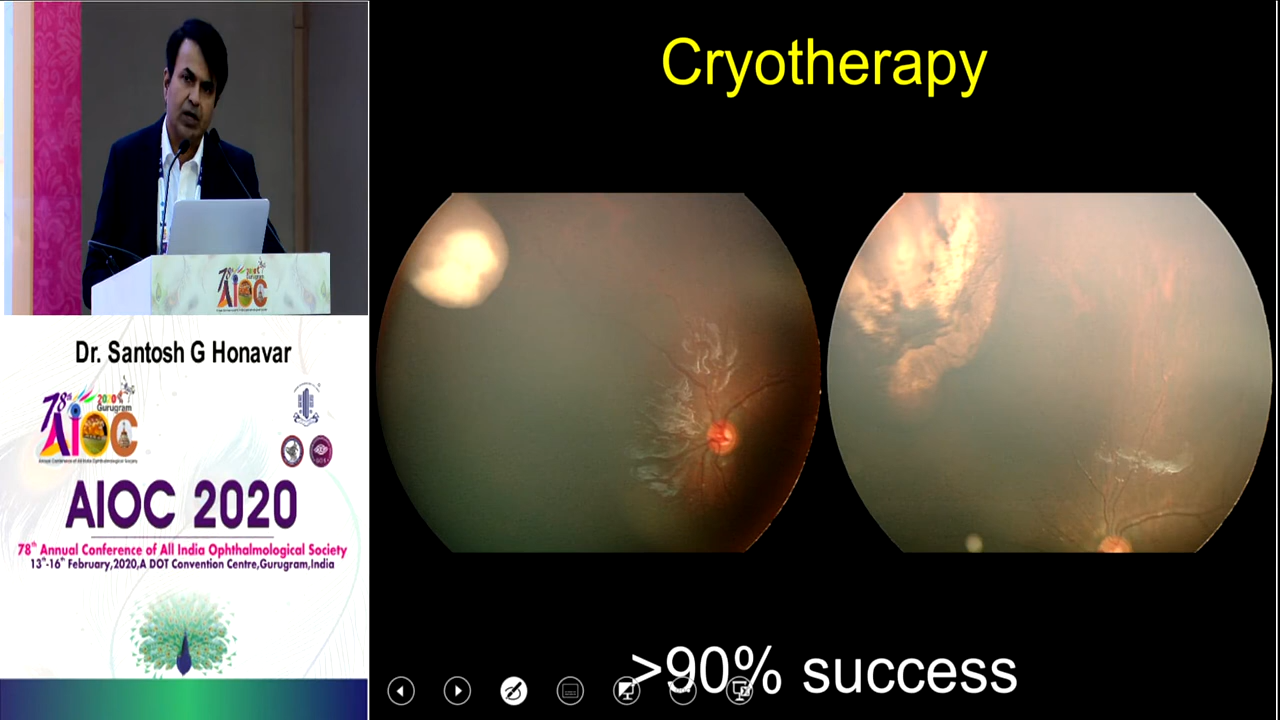 Cryotherapy
>90% success
78th
AIOC
Dr. Santosh G Honavar
78th 2020
Gurugram
AIOC
AIOC 2020
78th Annual Conference of All India Ophthalmological Society
13th-16th February,2020,A DOT Convention Centre,Gurugram,India